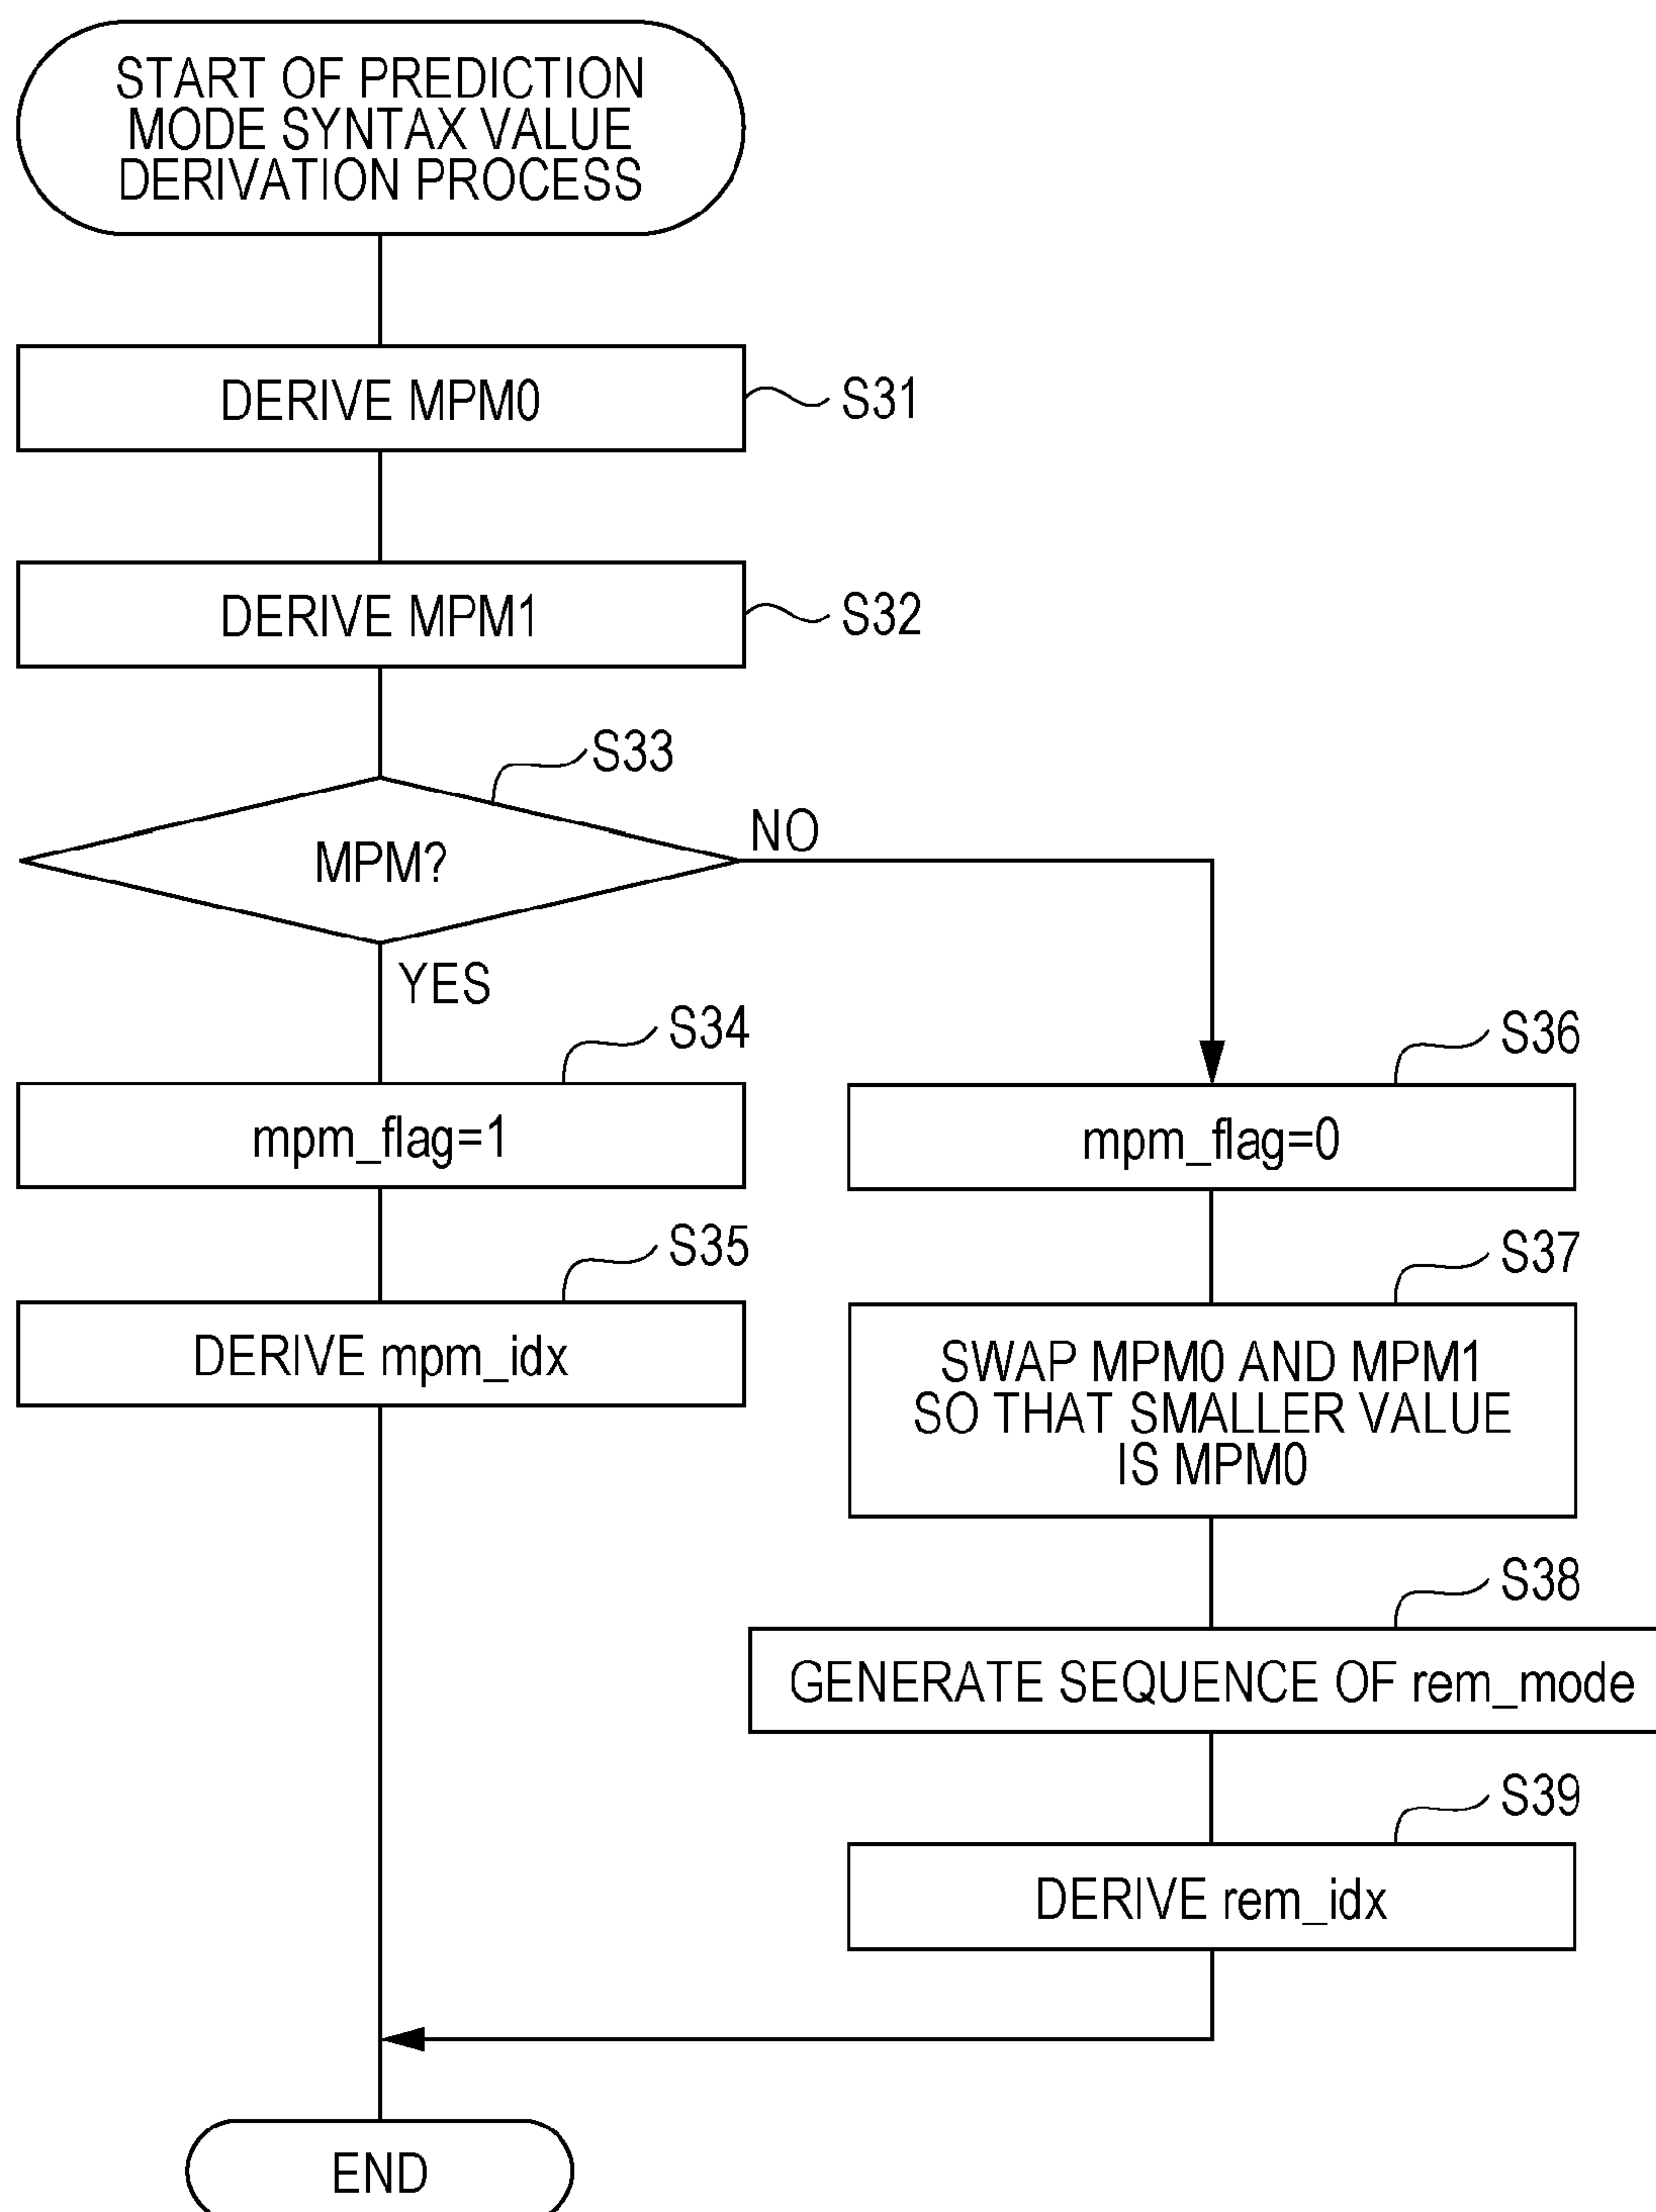 START OF PREDICTION
MODE SYNTAX VALUE
DERIVATION PROCESS
DERIVE MPM0
S31
DERIVE MPM1
S32
S33
MPM?
NO
YES
S34
mpm_flag=1
S35
DERIVE mpm_idx
S36
mpm_flag=0
S37
SWAP MPM0 AND MPM1
SO THAT SMALLER VALUE
IS MPM0
S38
GENERATE SEQUENCE OF rem_mode
S39
DERIVE rem_idx
END